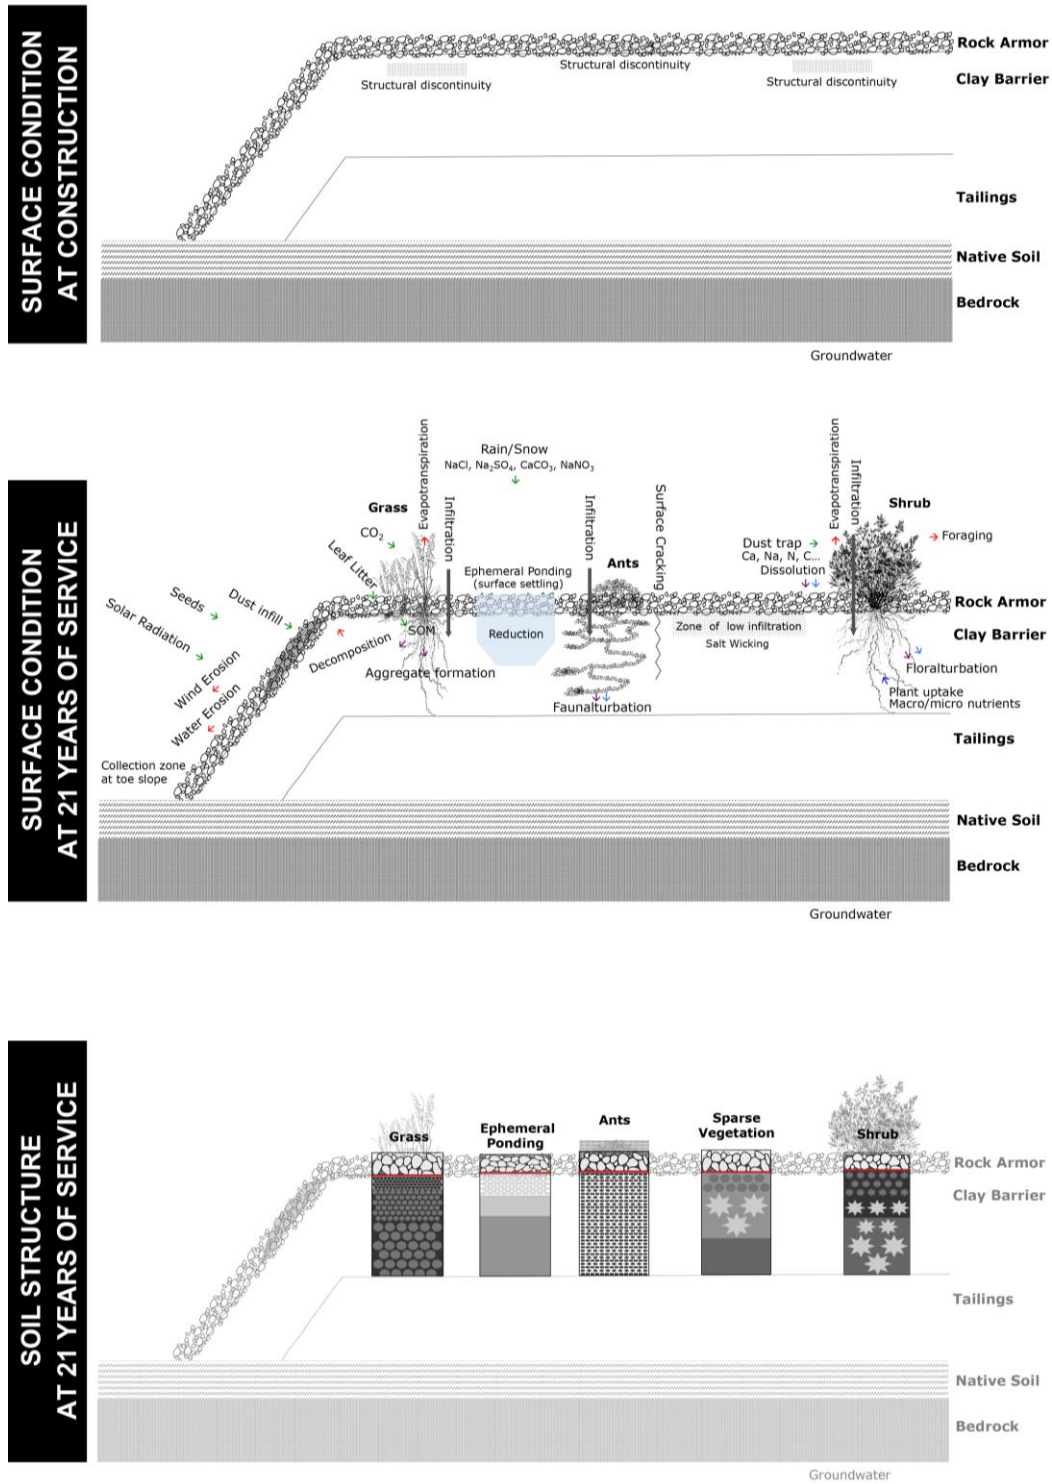 SURFACE CONDITION
AT CONSTRUCTION
Rock Armor
Structural discontinuity
Clay Barrier
Structural discontinuity
Structural discontinuity
Tailings
Native Soil
Bedrock
Groundwater
SURFACE CONDITION
AT 21 YEARS OF SERVICE
Rain/Snow
NaCl, Na₂SO₄, CaCO₃, NaNO₃
Evapotranspiration
Infiltration
Grass
CO₂
Leaf Litter
Infiltration
Surface Cracking
Ants
Ephemeral Ponding
(surface settling)
Reduction
Evapotranspiration
Infiltration
Shrub
Foraging
Dust trap
Ca, Na, N, C...
Dissolution
Seeds
Dust infill
Solar Radiation
Wind Erosion
Water Erosion
Decomposition
SOM
Aggregate formation
Zone of low infiltration
Salt Wicking
Rock Armor
Clay Barrier
Floralturbation
Plant uptake
Macro/micro nutrients
Faunalturbation
Collection zone
at toe slope
Tailings
Native Soil
Bedrock
Groundwater
SOIL STRUCTURE
AT 21 YEARS OF SERVICE
Grass
Ephemeral
Ponding
Ants
Sparse
Vegetation
Shrub
Rock Armor
Clay Barrier
Tailings
Native Soil
Bedrock
Groundwater